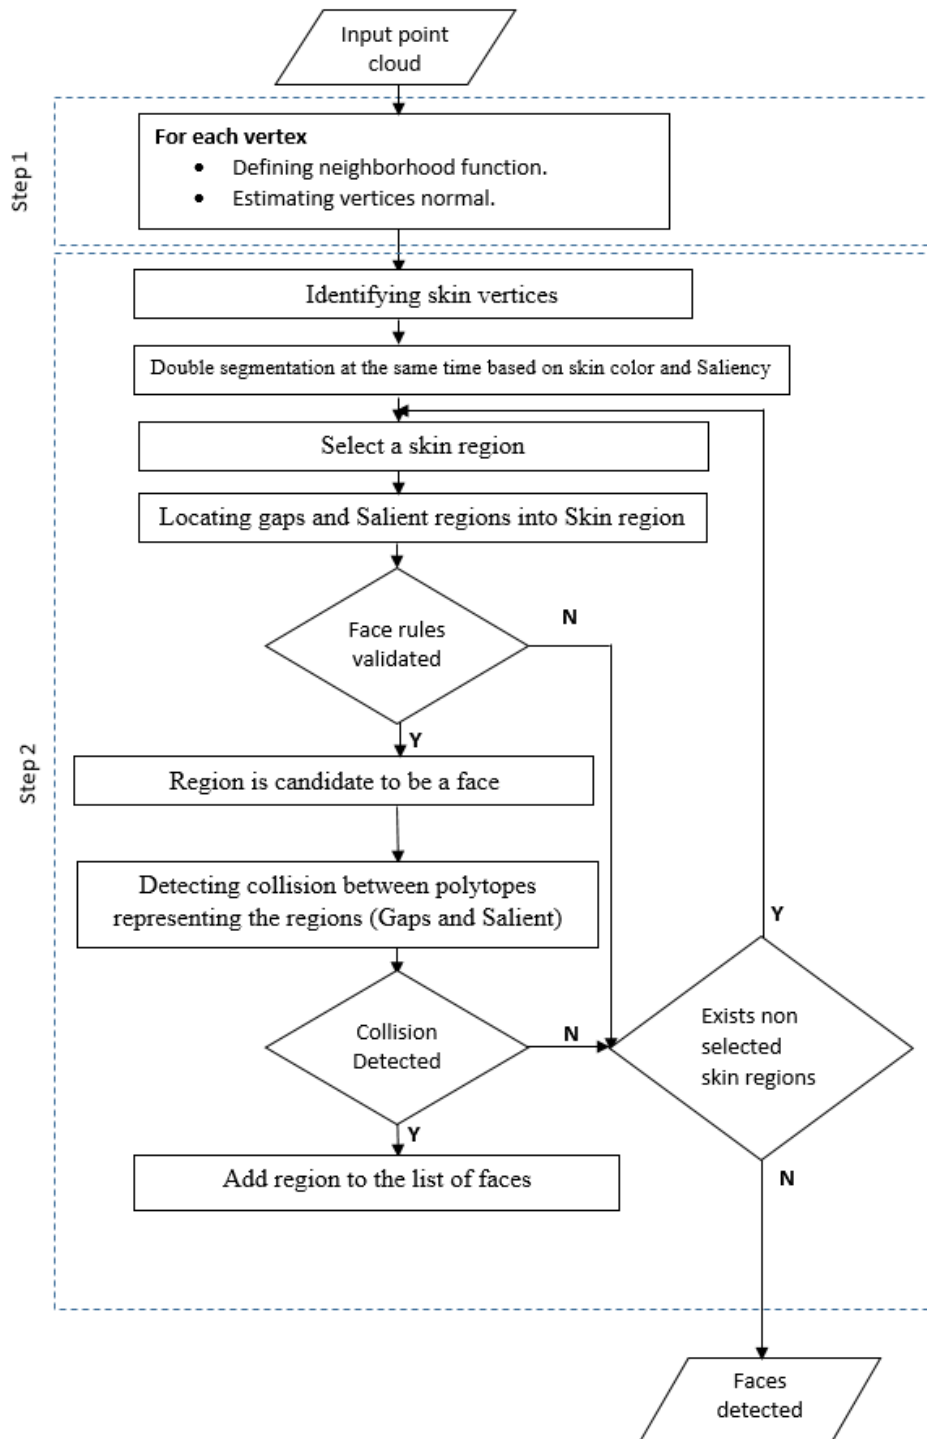 Input point
cloud
Step 1
For each vertex
• Defining neighborhood function.
• Estimating vertices normal.
Step 2
Identifying skin vertices
Double segmentation at the same time based on skin color and Saliency
Select a skin region
Locating gaps and Salient regions into Skin region
Face rules
validated
N
Y
Region is candidate to be a face
Detecting collision between polytopes
representing the regions (Gaps and Salient)
Collision
Detected
N
Y
Add region to the list of faces
Y
Exists non
selected
skin regions
N
Faces
detected